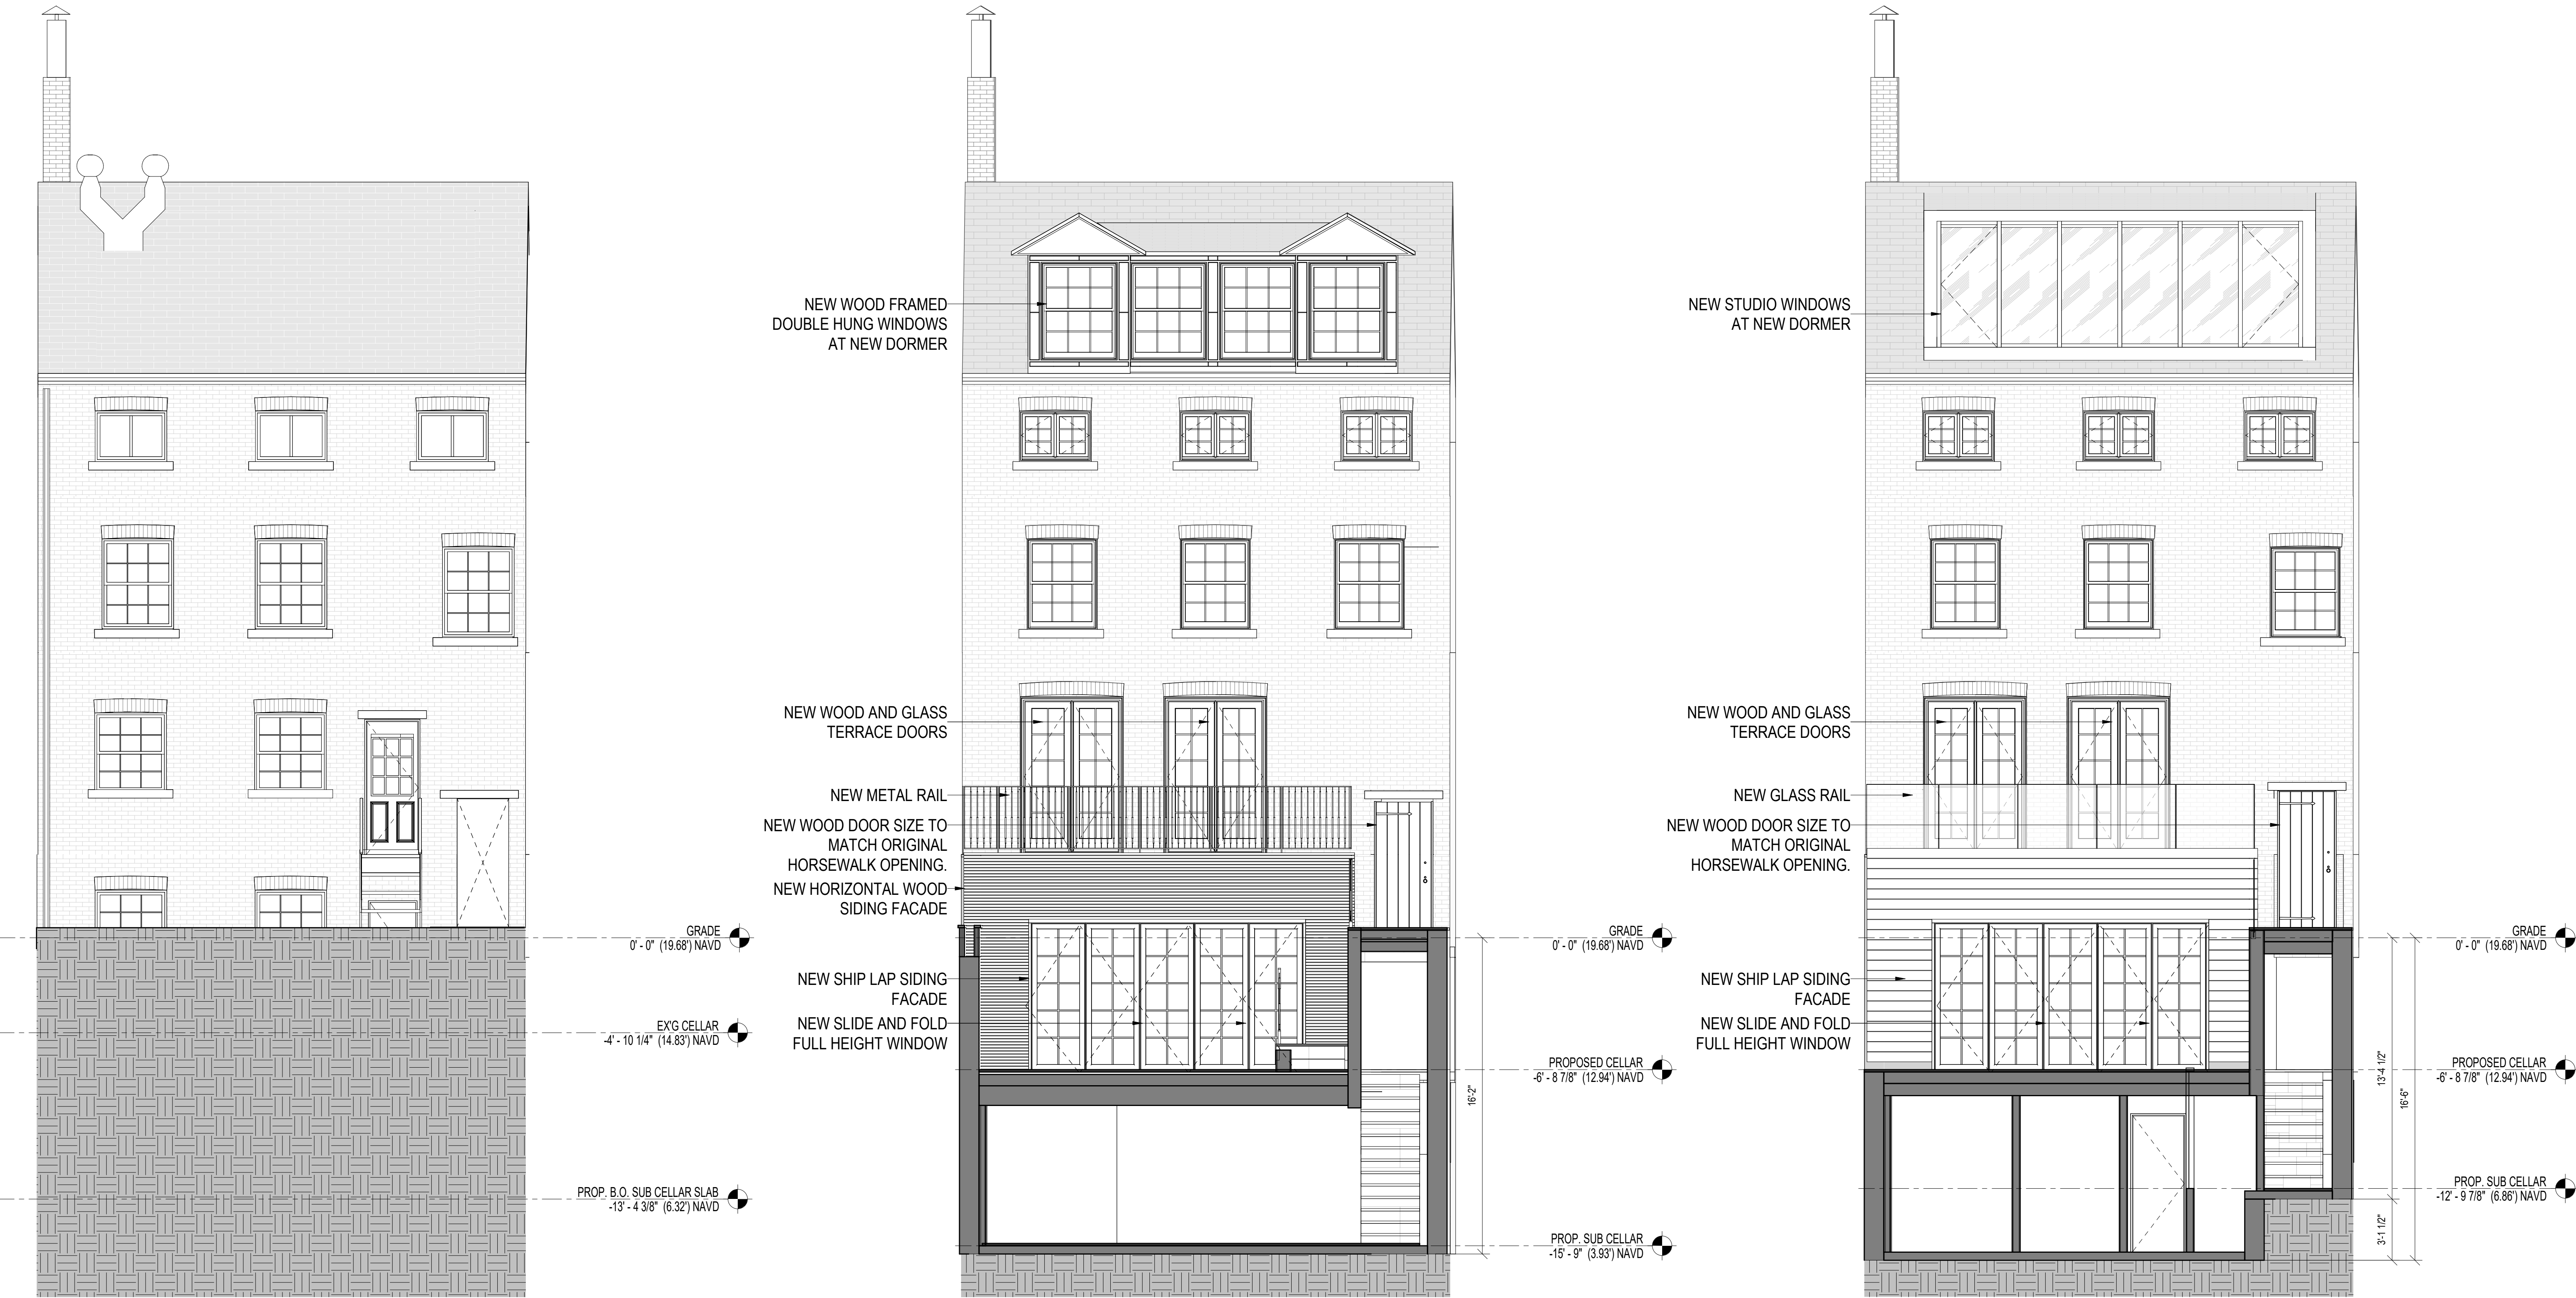 GRADE
0' - 0" (19.68') NAVD
EX'G CELLAR
-4' - 10 1/4" (14.83') NAVD
PROP. B.O. SUB CELLAR SLAB
-13' - 4 3/8" (6.32') NAVD
NEW WOOD FRAMED
DOUBLE HUNG WINDOWS
AT NEW DORMER
NEW WOOD AND GLASS
TERRACE DOORS
NEW METAL RAIL
NEW WOOD DOOR SIZE TO
MATCH ORIGINAL
HORSEWALK OPENING.
NEW HORIZONTAL WOOD
SIDING FACADE
NEW SHIP LAP SIDING
FACADE
NEW SLIDE AND FOLD
FULL HEIGHT WINDOW
GRADE
0' - 0" (19.68') NAVD
PROPOSED CELLAR
-6' - 8 7/8" (12.94') NAVD
16'-2"
PROP. SUB CELLAR
-15' - 9" (3.93') NAVD
NEW STUDIO WINDOWS
AT NEW DORMER
NEW WOOD AND GLASS
TERRACE DOORS
NEW GLASS RAIL
NEW WOOD DOOR SIZE TO
MATCH ORIGINAL
HORSEWALK OPENING.
NEW SHIP LAP SIDING
FACADE
NEW SLIDE AND FOLD
FULL HEIGHT WINDOW
GRADE
0' - 0" (19.68') NAVD
PROPOSED CELLAR
-6' - 8 7/8" (12.94') NAVD
13'-4 1/2"
16'-6"
PROP. SUB CELLAR
-12' - 9 7/8" (6.86') NAVD
3'-1 1/2"